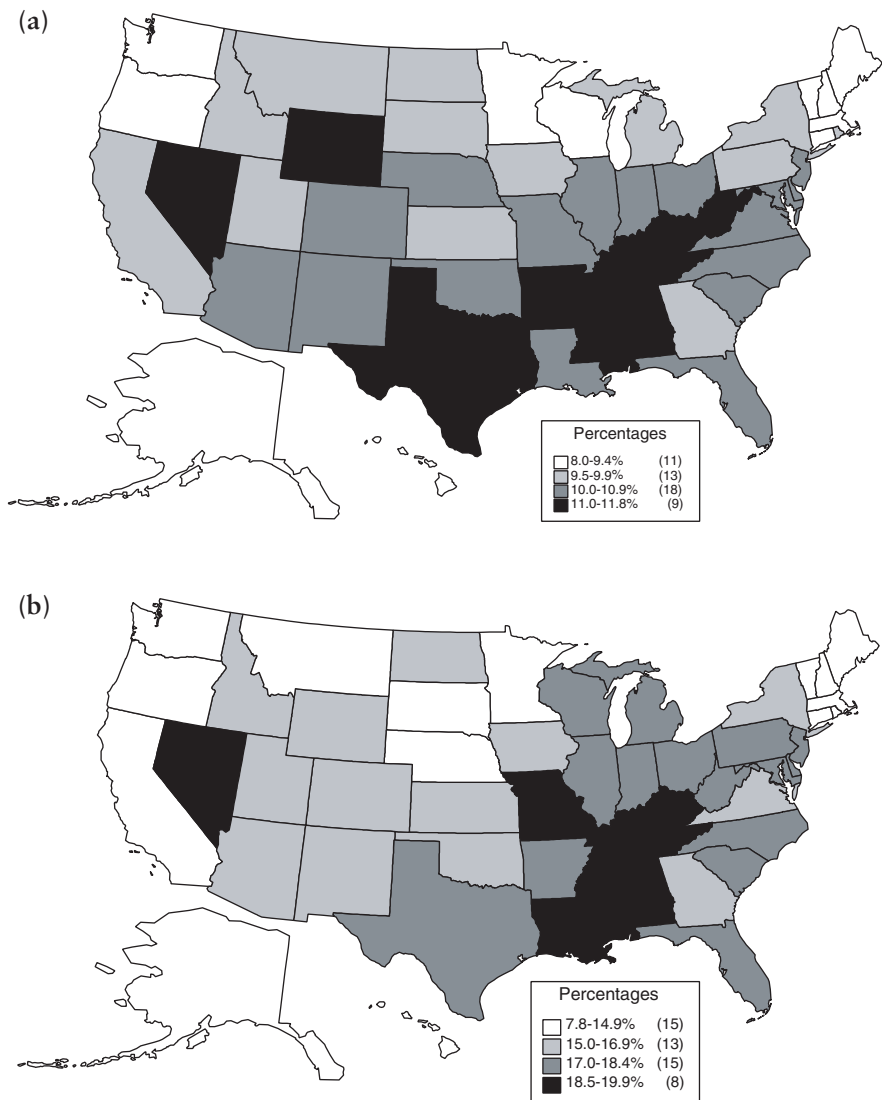 (a)
Percentages
8.0-9.4% (11)
9.5-9.9% (13)
10.0-10.9% (18)
11.0-11.8% (9)
(b)
Percentages
7.8-14.9% (15)
15.0-16.9% (13)
17.0-18.4% (15)
18.5-19.9% (8)